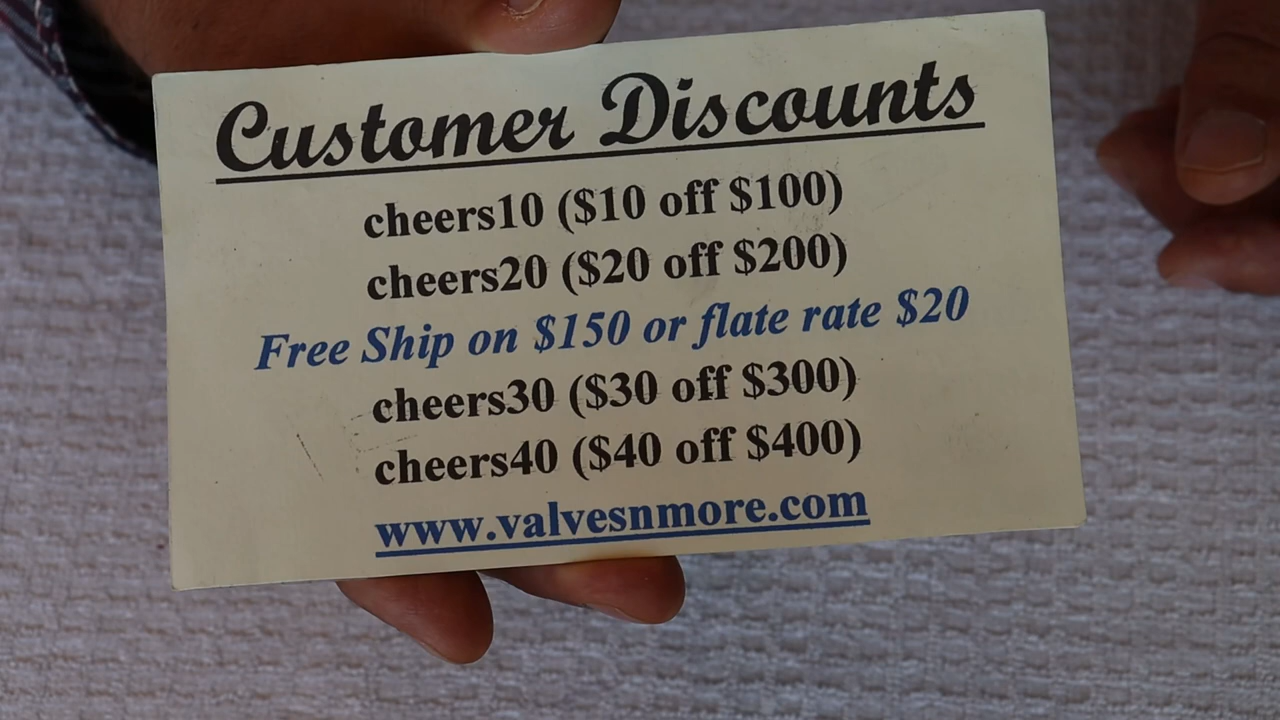 Customer Discounts
cheers10 ($10 off $100)
cheers20 ($20 off $200)
Free Ship on $150 or flate rate $20
cheers30 ($30 off $300)
cheers40 ($40 off $400)
www.valvesnmore.com